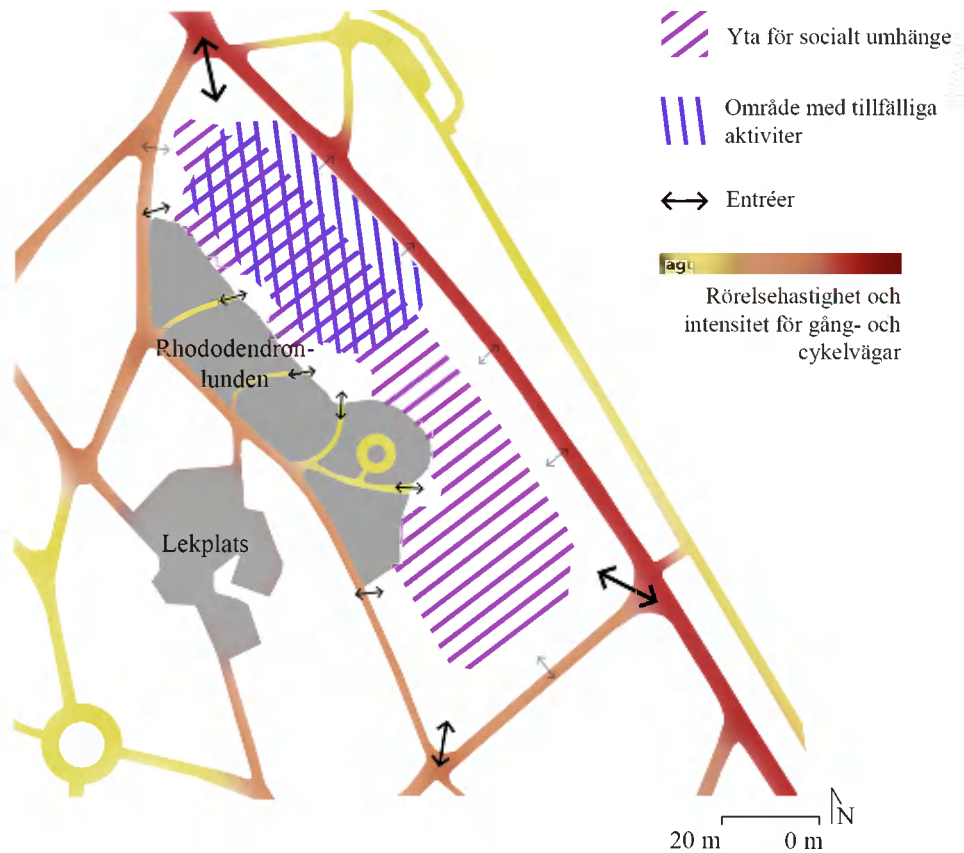 Yta för socialt umhänge
Område med tillfälliga
aktiviter
Entréer
agt
Rörelsehastighet och
intensitet för gång- och
cykelvägar
Rhododendron-
lunden
Lekplats
N
20 m
0 m